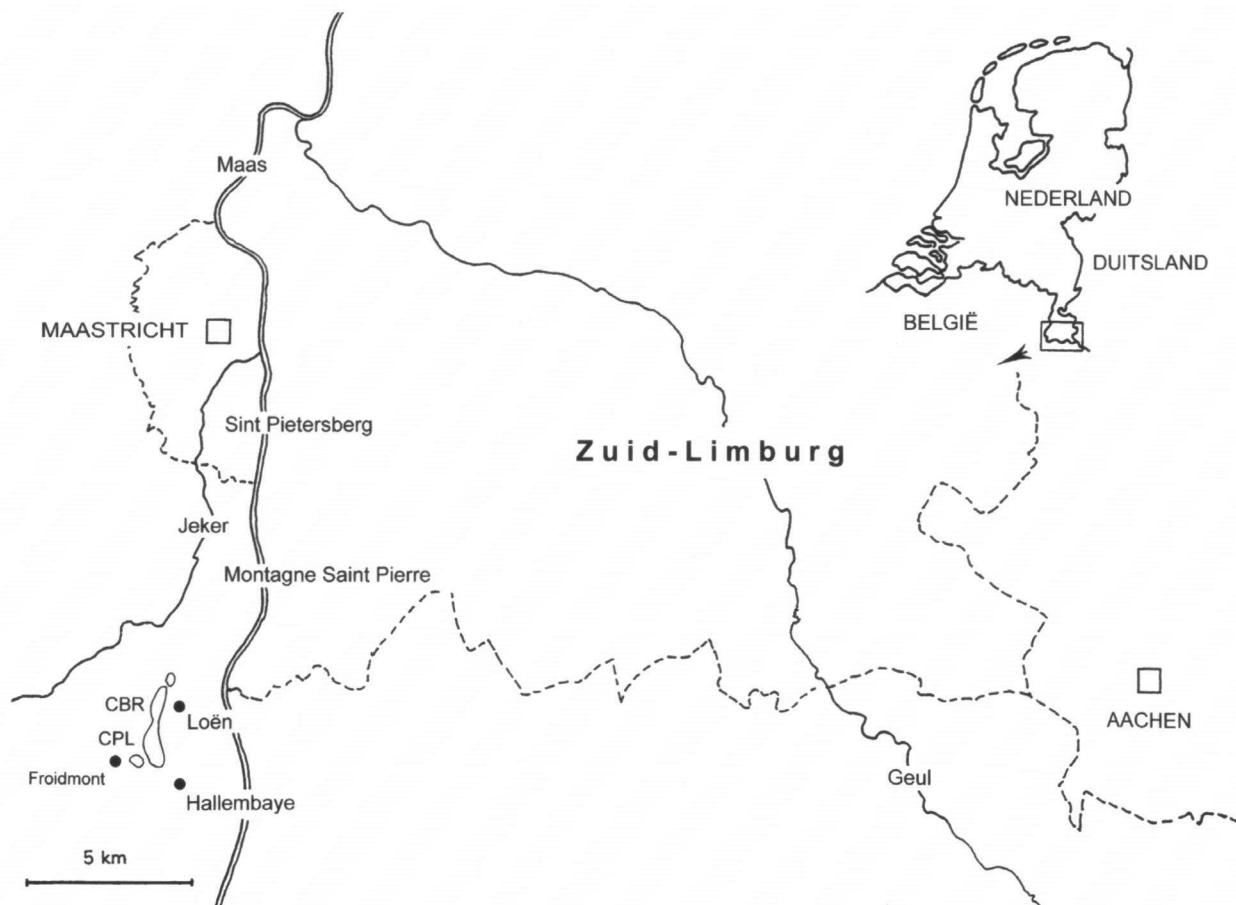 Maas
NEDERLAND
DUITSLAND
BELGIË
MAASTRICHT
Sint Pietersberg
Zuid-Limburg
Jeker
Montagne Saint Pierre
CBR
Loën
AACHEN
CPL
Froidmont
Geul
Hallembaye
5 km